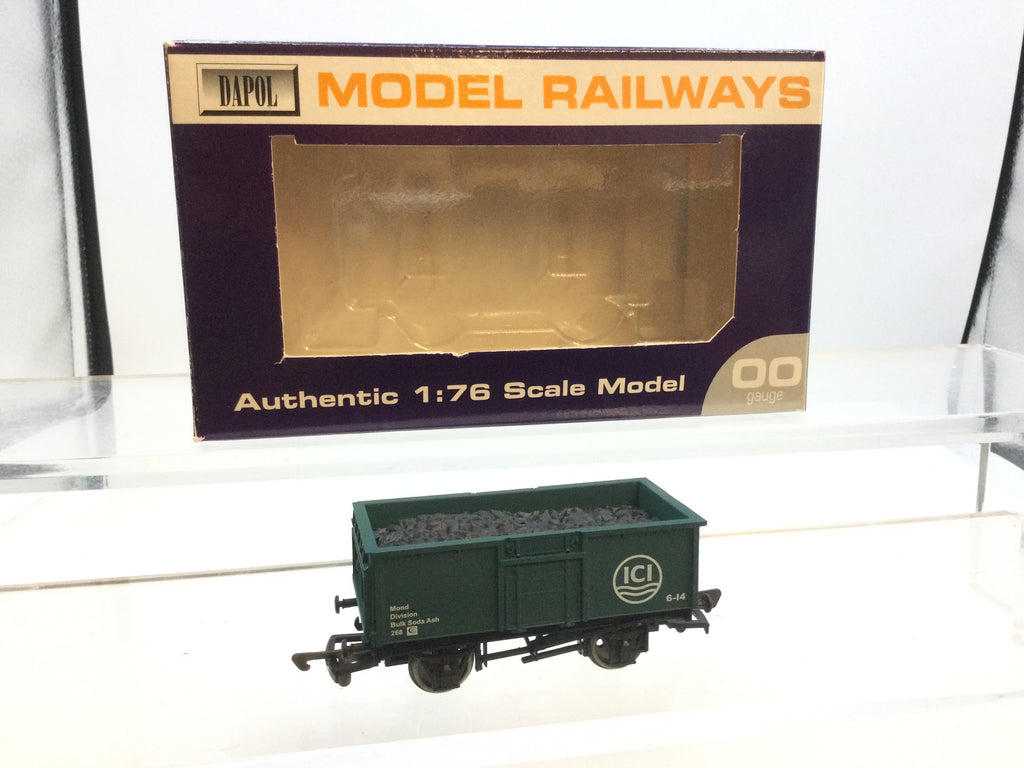 DAPOL
MODEL RAILWAYS
Authentic 1:76 Scale Model
OO
gauge
ICI
6-14
Mond
Division
Bulk Soda Ash
268 C